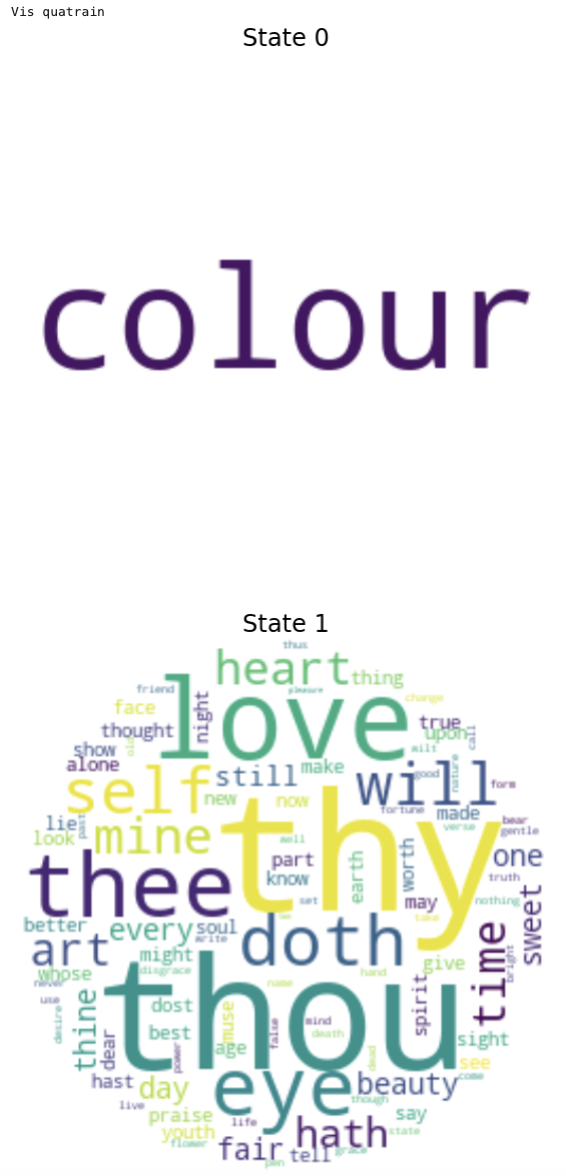 Vis quatrain
State 0
colour
State 1
thus
heart thing
friend pleasure
love
face night change
thought true upon call
show old wilt
alone still make good nature
self new now will form
fortune made
lie past mine thy verse bear gentle
look well
thee part earth worth one
know truth
set may nothing
better every soul doth take sweet
art write we time
whose might give bright
never disgrace thou name hand spirit
use dost
thine muse mind
desire best false death sight
dear age
power dead see
hast day eye beauty come
live though
praise life say
youth hath state
flower fair tell grace
pen